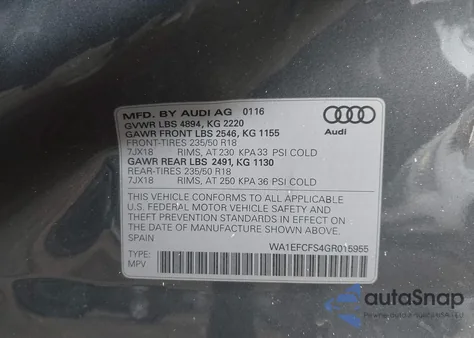 MFD. BY AUDI AG 0116
GVWR LBS 4894, KG 2220
GAWR FRONT LBS 2546, KG 1155
FRONT-TIRES 235/50 R18
7JX18 RIMS, AT 230 KPA 33 PSI COLD
GAWR REAR LBS 2491, KG 1130
REAR-TIRES 235/50 R18
7JX18 RIMS, AT 250 KPA 36 PSI COLD
Audi
THIS VEHICLE CONFORMS TO ALL APPLICABLE
U.S. FEDERAL MOTOR VEHICLE SAFETY AND
THEFT PREVENTION STANDARDS IN EFFECT ON
THE DATE OF MANUFACTURE SHOWN ABOVE.
SPAIN WA1EFCFS4GR015955
TYPE:
MPV
autoSnap